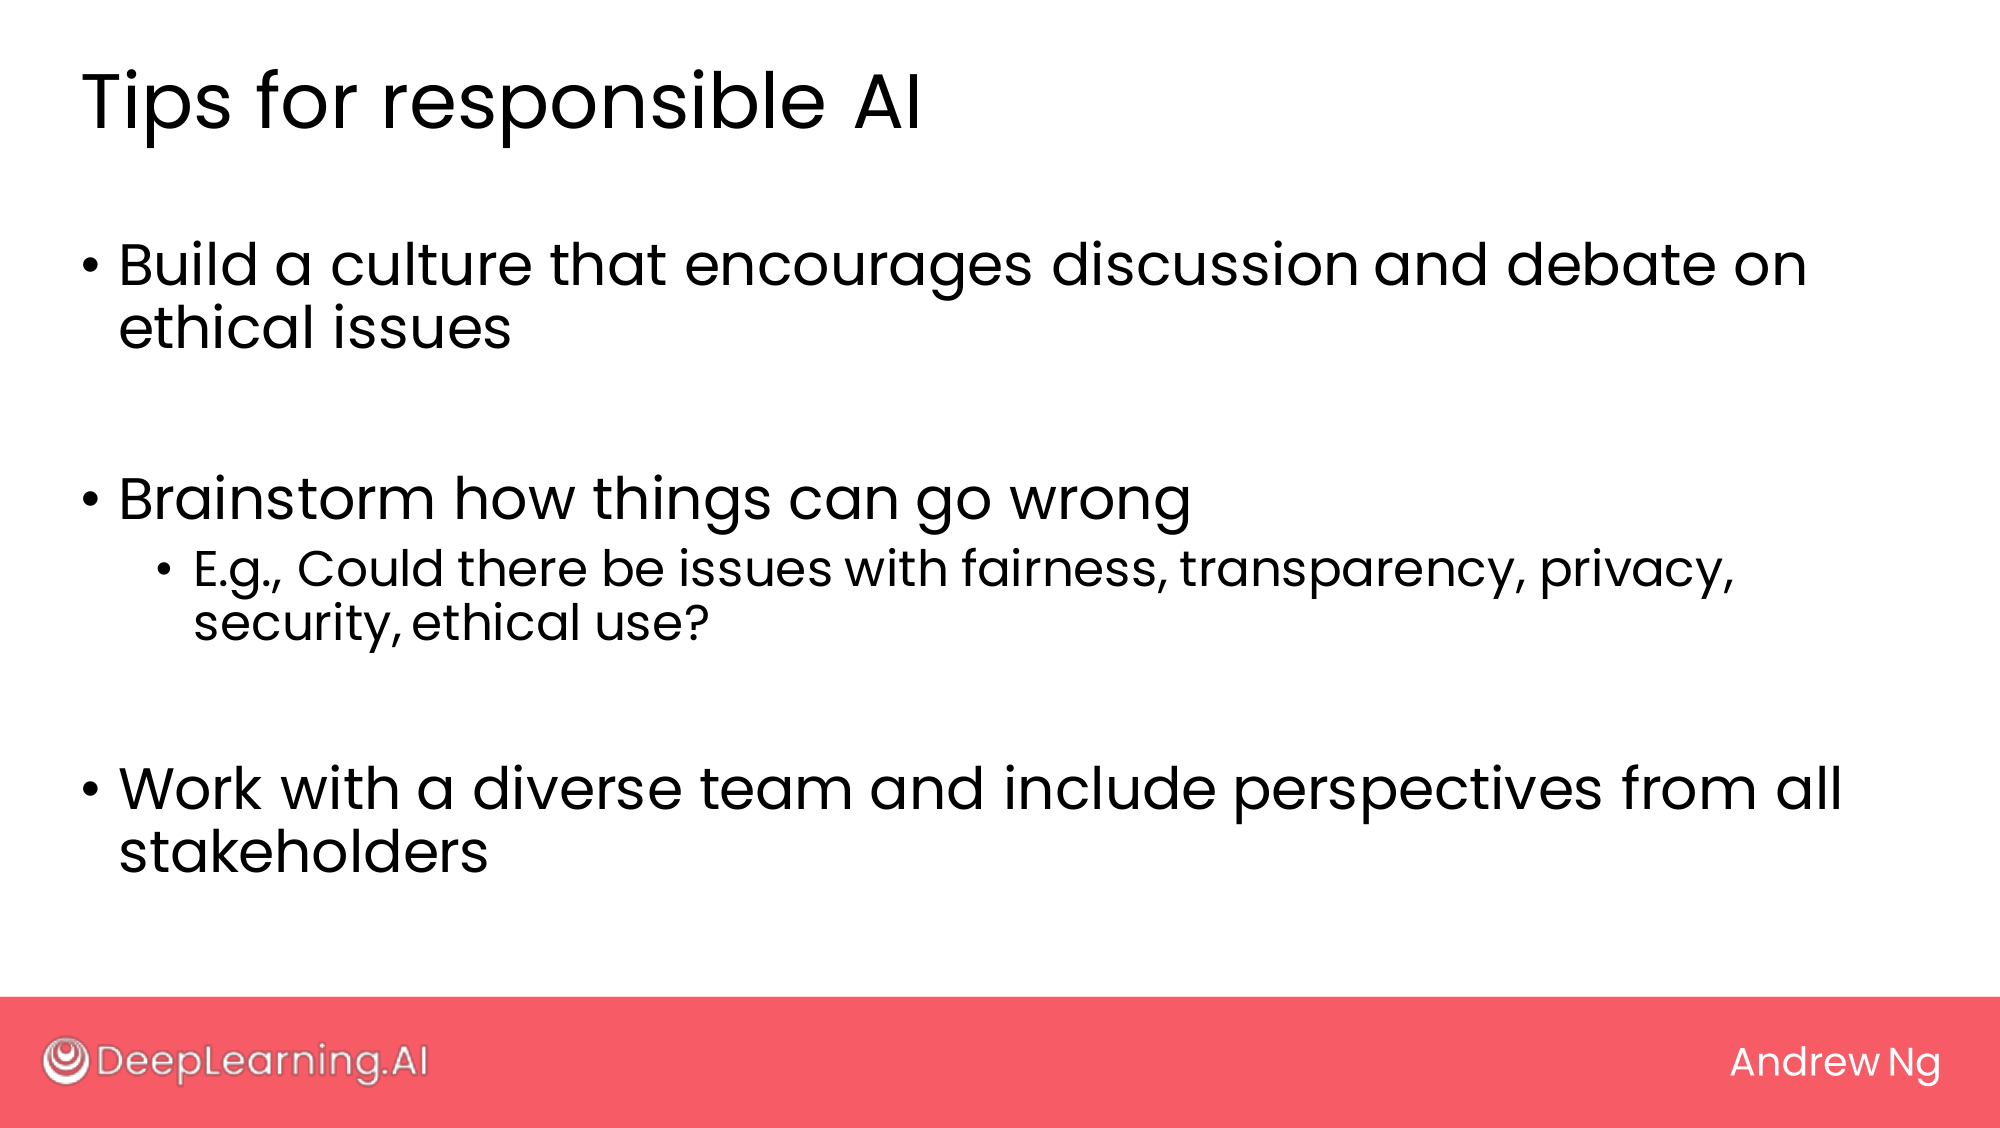 Tips for responsible AI
• Build a culture that encourages discussion and debate on
ethical issues
• Brainstorm how things can go wrong
• E.g., Could there be issues with fairness, transparency, privacy,
security, ethical use?
• Work with a diverse team and include perspectives from all
stakeholders
DeepLearning.AI
Andrew Ng